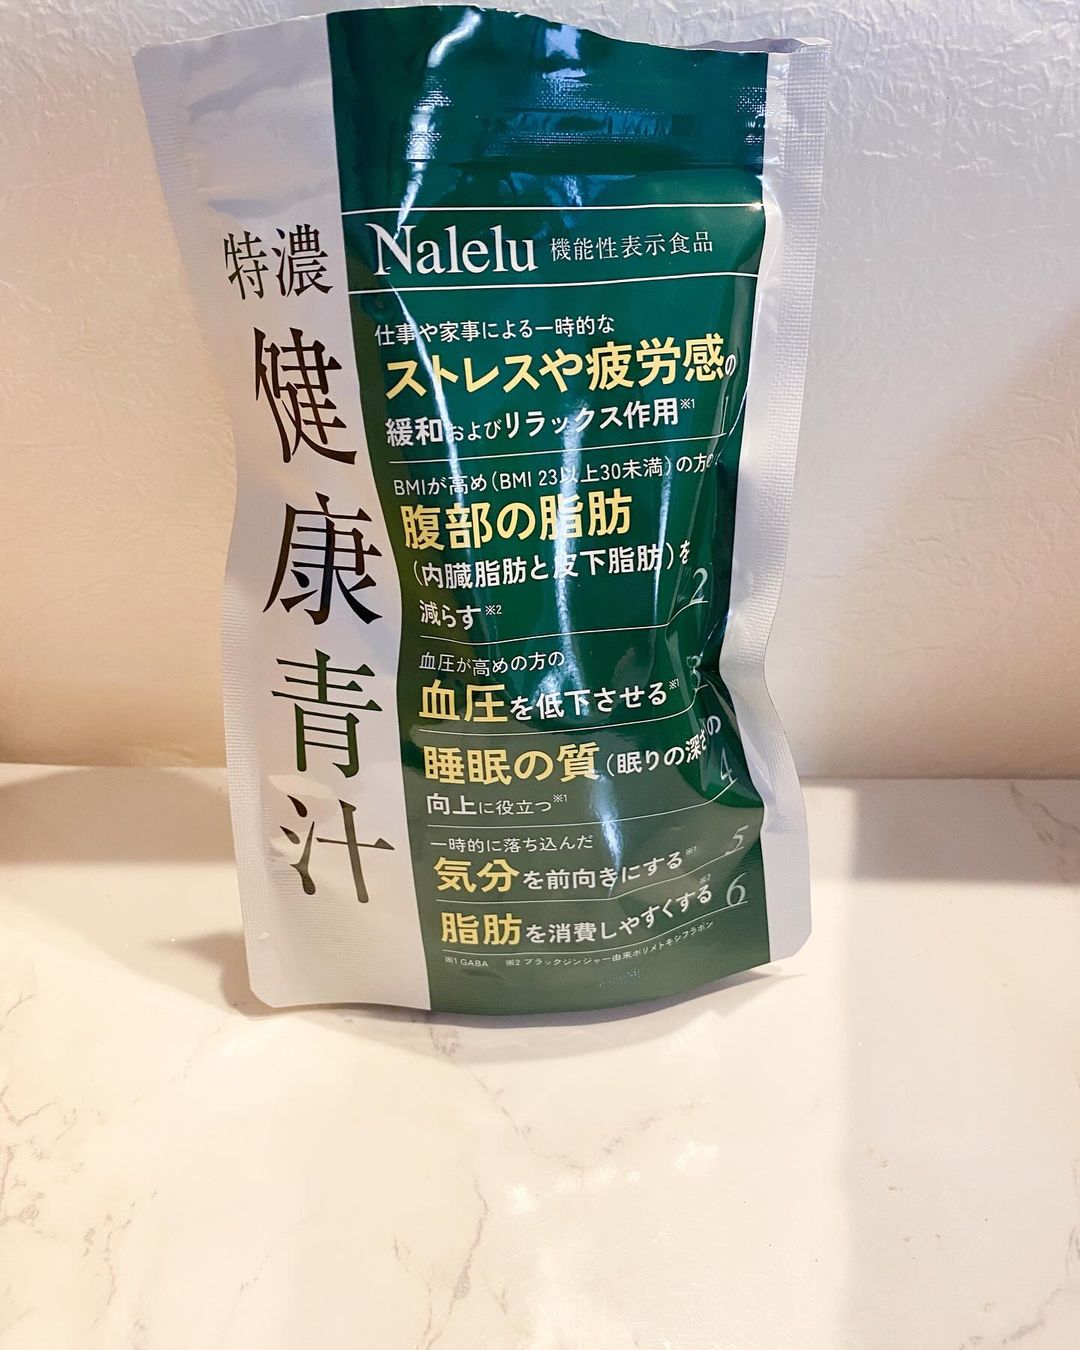 特濃
健康青汁
Nalelu 機能性表示食品
仕事や家事による一時的な
ストレスや疲労感の
緩和およびリラックス作用※1
1
BMIが高め(BMI 23以上30未満)の方の
腹部の脂肪
(内臓脂肪と皮下脂肪)を
減らす※2
2
血圧が高めの方の
血圧を低下させる※1
3
睡眠の質(眠りの深さ)の
向上に役立つ※1
4
一時的に落ち込んだ
気分を前向きにする※1
5
脂肪を消費しやすくする※2
6
※1 GABA ※2 ブラックジンジャー由来ポリメトキシフラボン